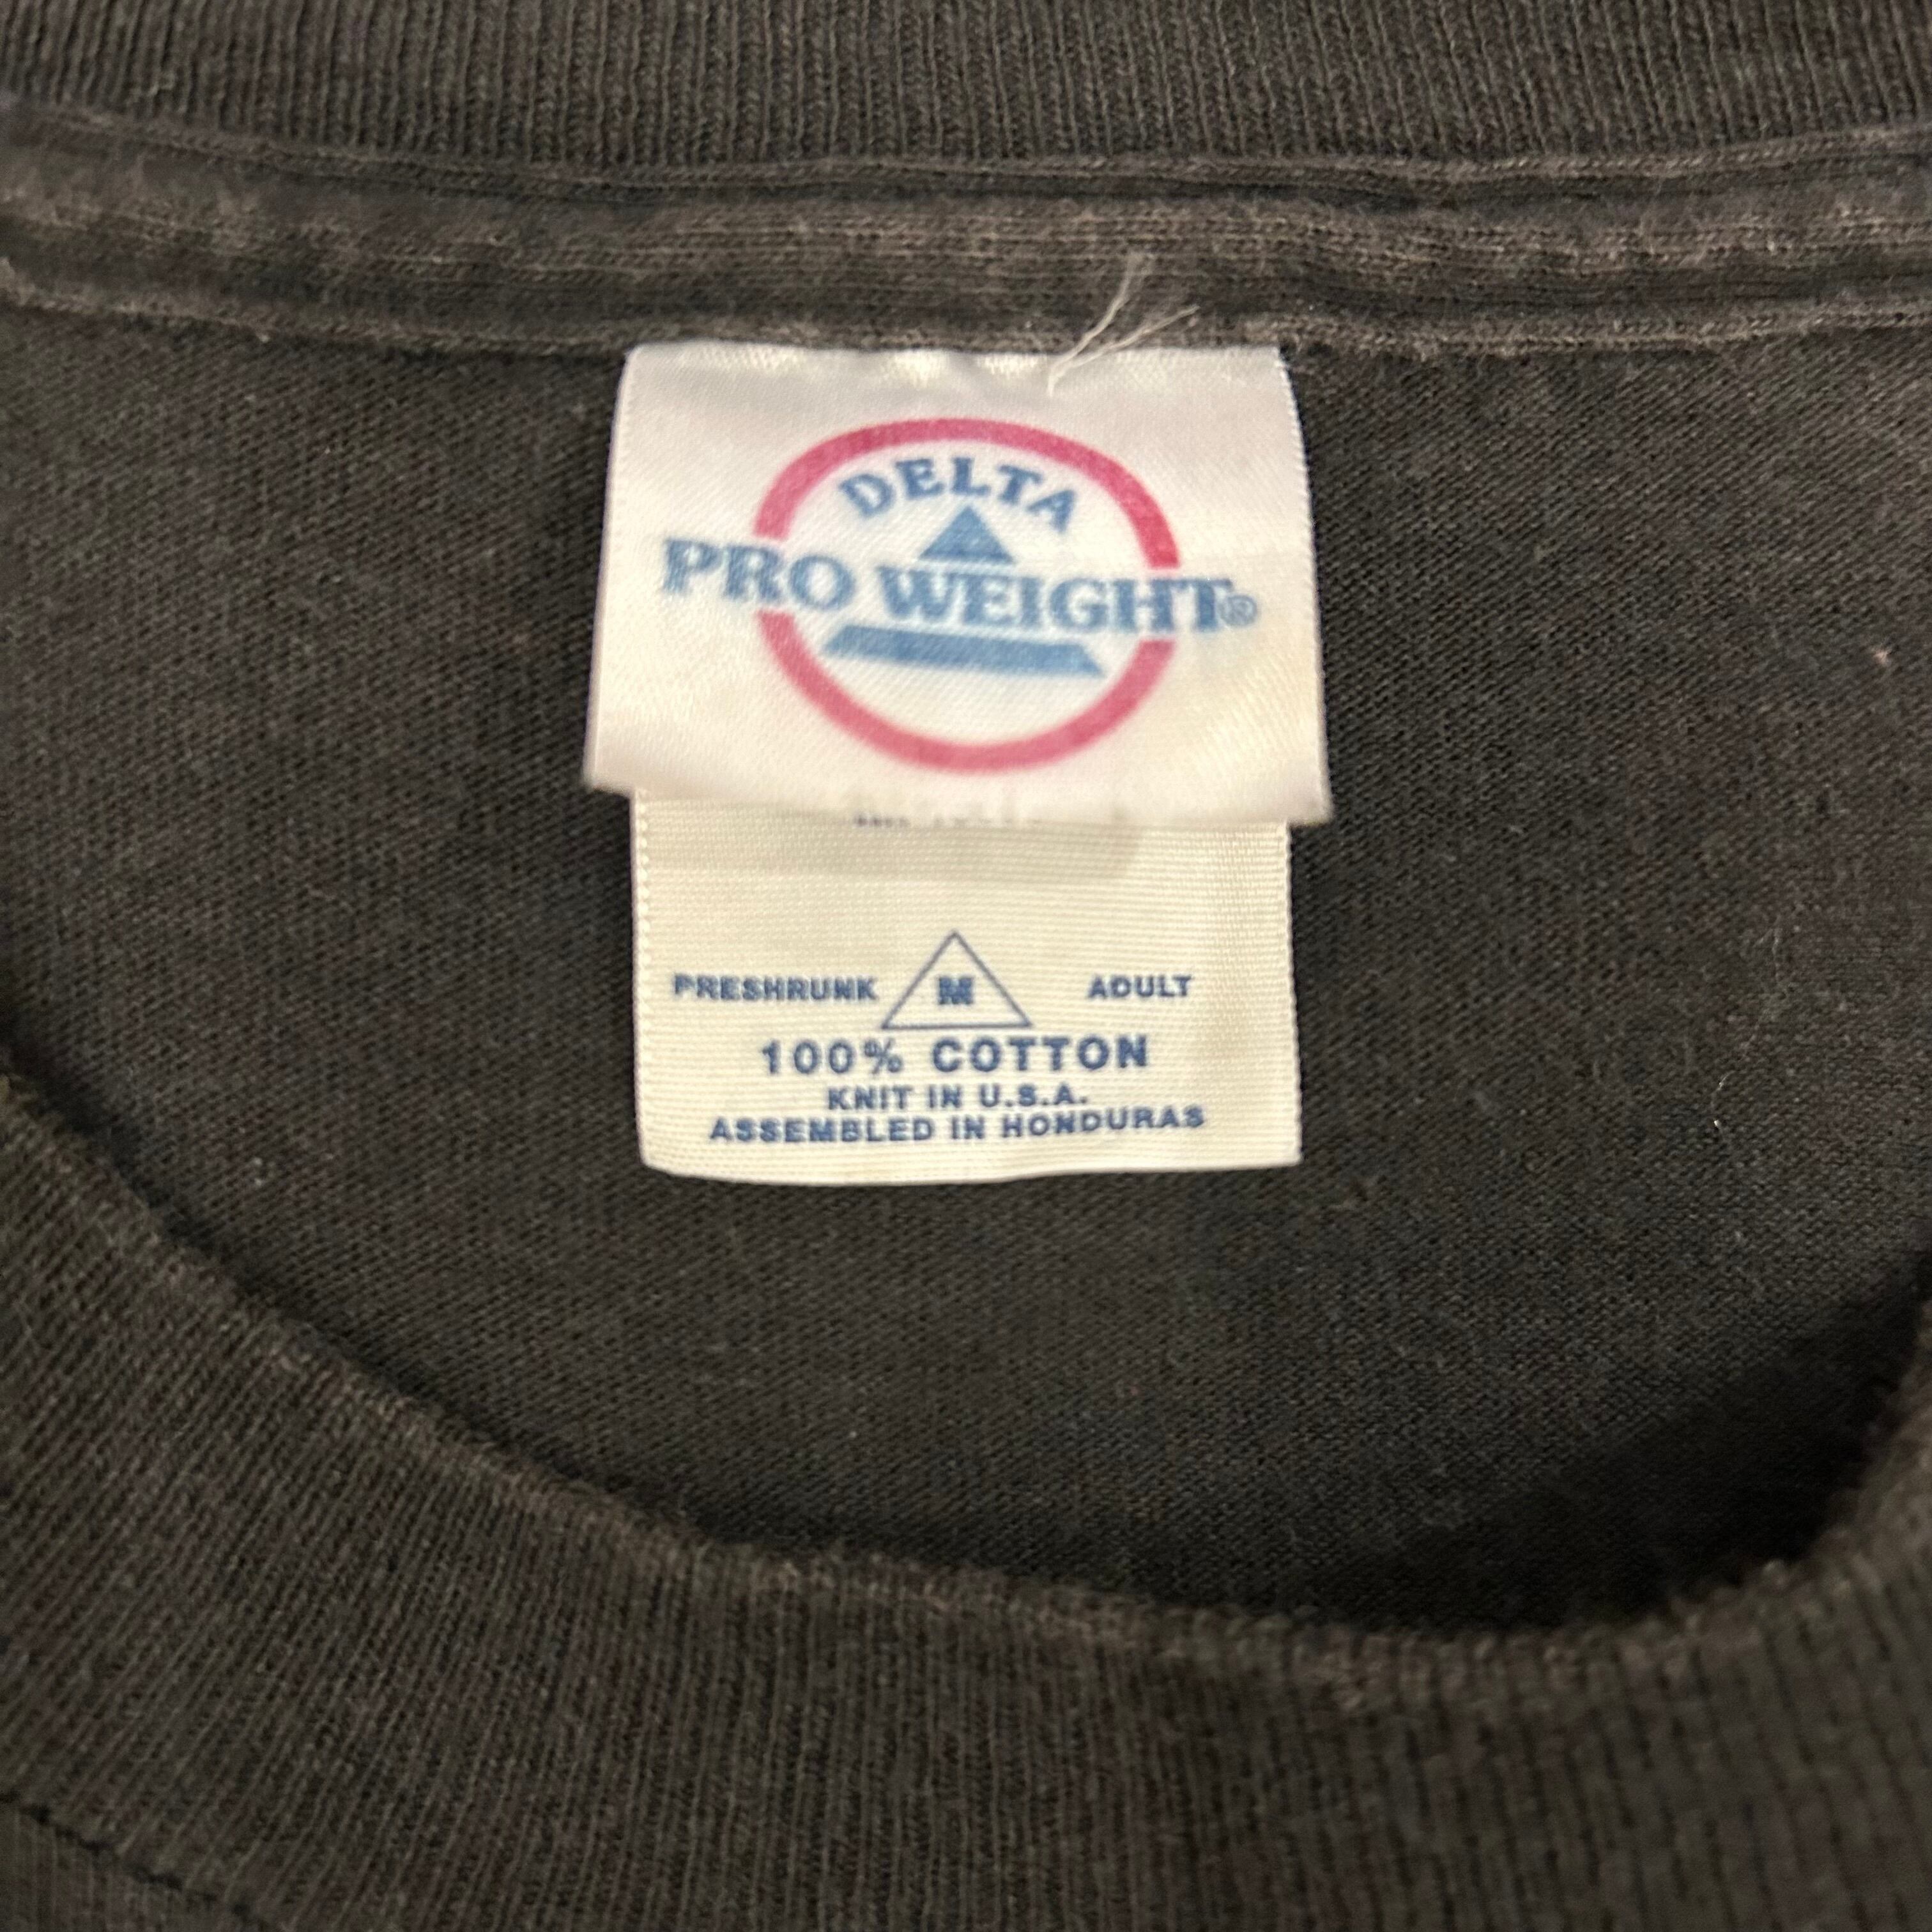 DELTA
PRO WEIGHT®
PRESHRUNK M ADULT
100% COTTON
KNIT IN U.S.A.
ASSEMBLED IN HONDURAS